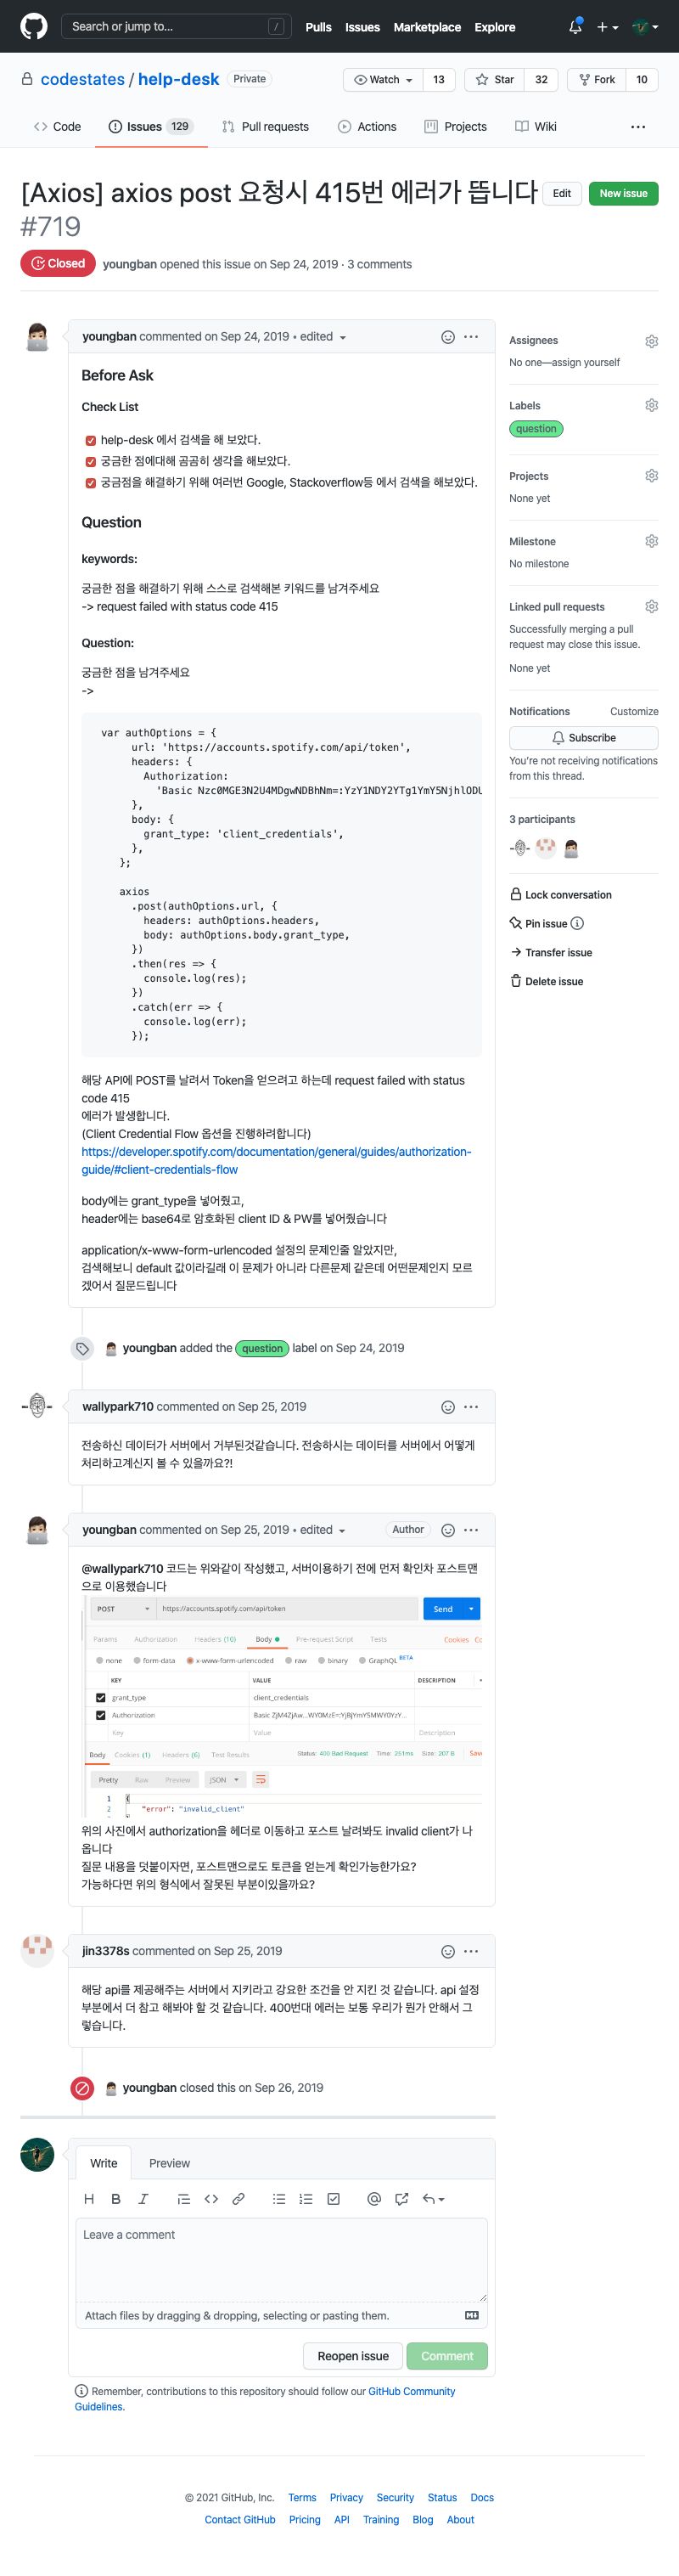 Search or jump to... /
Pulls Issues Marketplace Explore
codestates / help-desk Private
Watch 13 Star 32 Fork 10
Code Issues 129 Pull requests Actions Projects Wiki ...
[Axios] axios post 요청시 415번 에러가 뜹니다
#719
Edit New issue
Closed youngban opened this issue on Sep 24, 2019 · 3 comments
youngban commented on Sep 24, 2019 • edited
Before Ask
Check List
help-desk 에서 검색을 해 보았다.
궁금한 점에대해 곰곰히 생각을 해보았다.
궁금점을 해결하기 위해 여러번 Google, Stackoverflow등 에서 검색을 해보았다.
Question
keywords:
궁금한 점을 해결하기 위해 스스로 검색해본 키워드를 남겨주세요
-> request failed with status code 415
Question:
궁금한 점을 남겨주세요
->
var authOptions = {
url: 'https://accounts.spotify.com/api/token',
headers: {
Authorization:
'Basic
},
body: {
grant_type: 'client_credentials',
},
};
axios
.post(authOptions.url, {
headers: authOptions.headers,
body: authOptions.body.grant_type,
})
.then(res => {
console.log(res);
})
.catch(err => {
console.log(err);
});
해당 API에 POST를 날려서 Token을 얻으려고 하는데 request failed with status
code 415
에러가 발생합니다.
(Client Credential Flow 옵션을 진행하려합니다)
https://developer.spotify.com/documentation/general/guides/authorization-
guide/#client-credentials-flow
body에는 grant_type을 넣어줬고,
header에는 base64로 암호화된 client ID & PW를 넣어줬습니다
application/x-www-form-urlencoded 설정의 문제인줄 알았지만,
검색해보니 default 값이라길래 이 문제가 아니라 다른문제 같은데 어떤문제인지 모르
겠어서 질문드립니다
youngban added the question label on Sep 24, 2019
wallypark710 commented on Sep 25, 2019
전송하신 데이터가 서버에서 거부된것같습니다. 전송하시는 데이터를 서버에서 어떻게
처리하고계신지 볼 수 있을까요?!
youngban commented on Sep 25, 2019 • edited Author
@wallypark710 코드는 위와같이 작성했고, 서버이용하기 전에 먼저 확인차 포스트맨
으로 이용했습니다
POST https://accounts.spotify.com/api/token Send
Params Authorization Headers (10) Body Pre-request Script Tests Cookies Cc
none form-data x-www-form-urlencoded raw binary GraphQL BETA
KEY VALUE DESCRIPTION
grant_type client_credentials
Authorization Basic
Key Value Description
Body Cookies (1) Headers (6) Test Results Status: 400 Bad Request Time: 251ms Size: 207 B Sav
Pretty Raw Preview JSON
1 {
2 "error": "invalid_client"
위의 사진에서 authorization을 헤더로 이동하고 포스트 날려봐도 invalid client가 나
옵니다
질문 내용을 덧붙이자면, 포스트맨으로도 토큰을 얻는게 확인가능한가요?
가능하다면 위의 형식에서 잘못된 부분이있을까요?
jin3378s commented on Sep 25, 2019
해당 api를 제공해주는 서버에서 지키라고 강요한 조건을 안 지킨 것 같습니다. api 설정
부분에서 더 참고 해봐야 할 것 같습니다. 400번대 에러는 보통 우리가 뭔가 안해서 그
렇습니다.
youngban closed this on Sep 26, 2019
Assignees
No one—assign yourself
Labels
question
Projects
None yet
Milestone
No milestone
Linked pull requests
Successfully merging a pull
request may close this issue.
None yet
Notifications Customize
Subscribe
You're not receiving notifications
from this thread.
3 participants
Lock conversation
Pin issue
Transfer issue
Delete issue
Write Preview
Leave a comment
Attach files by dragging & dropping, selecting or pasting them.
Reopen issue Comment
Remember, contributions to this repository should follow our GitHub Community
Guidelines.
© 2021 GitHub, Inc. Terms Privacy Security Status Docs
Contact GitHub Pricing API Training Blog About